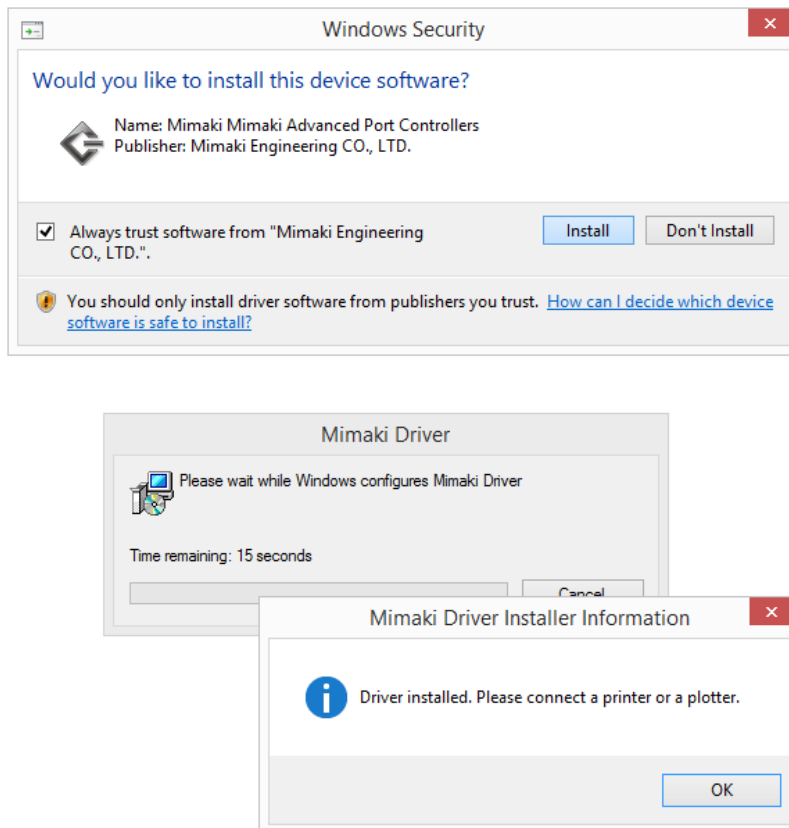 Windows Security
Would you like to install this device software?
Name: Mimaki Mimaki Advanced Port Controllers
Publisher: Mimaki Engineering CO., LTD.
Always trust software from "Mimaki Engineering
CO., LTD.".
Install
Don't Install
You should only install driver software from publishers you trust. How can I decide which device
software is safe to install?
Mimaki Driver
Please wait while Windows configures Mimaki Driver
Time remaining: 15 seconds
Cancel
Mimaki Driver Installer Information
Driver installed. Please connect a printer or a plotter.
OK